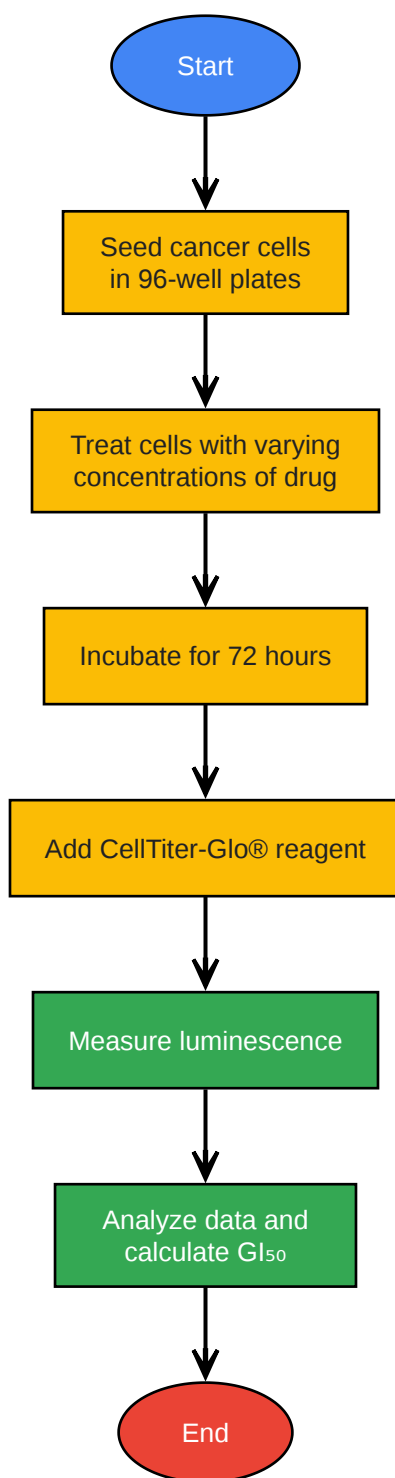 Start
Seed cancer cells
in 96-well plates
Treat cells with varying
concentrations of drug
Incubate for 72 hours
Add CellTiter-Glo® reagent
Measure luminescence
Analyze data and
calculate GI₅₀
End